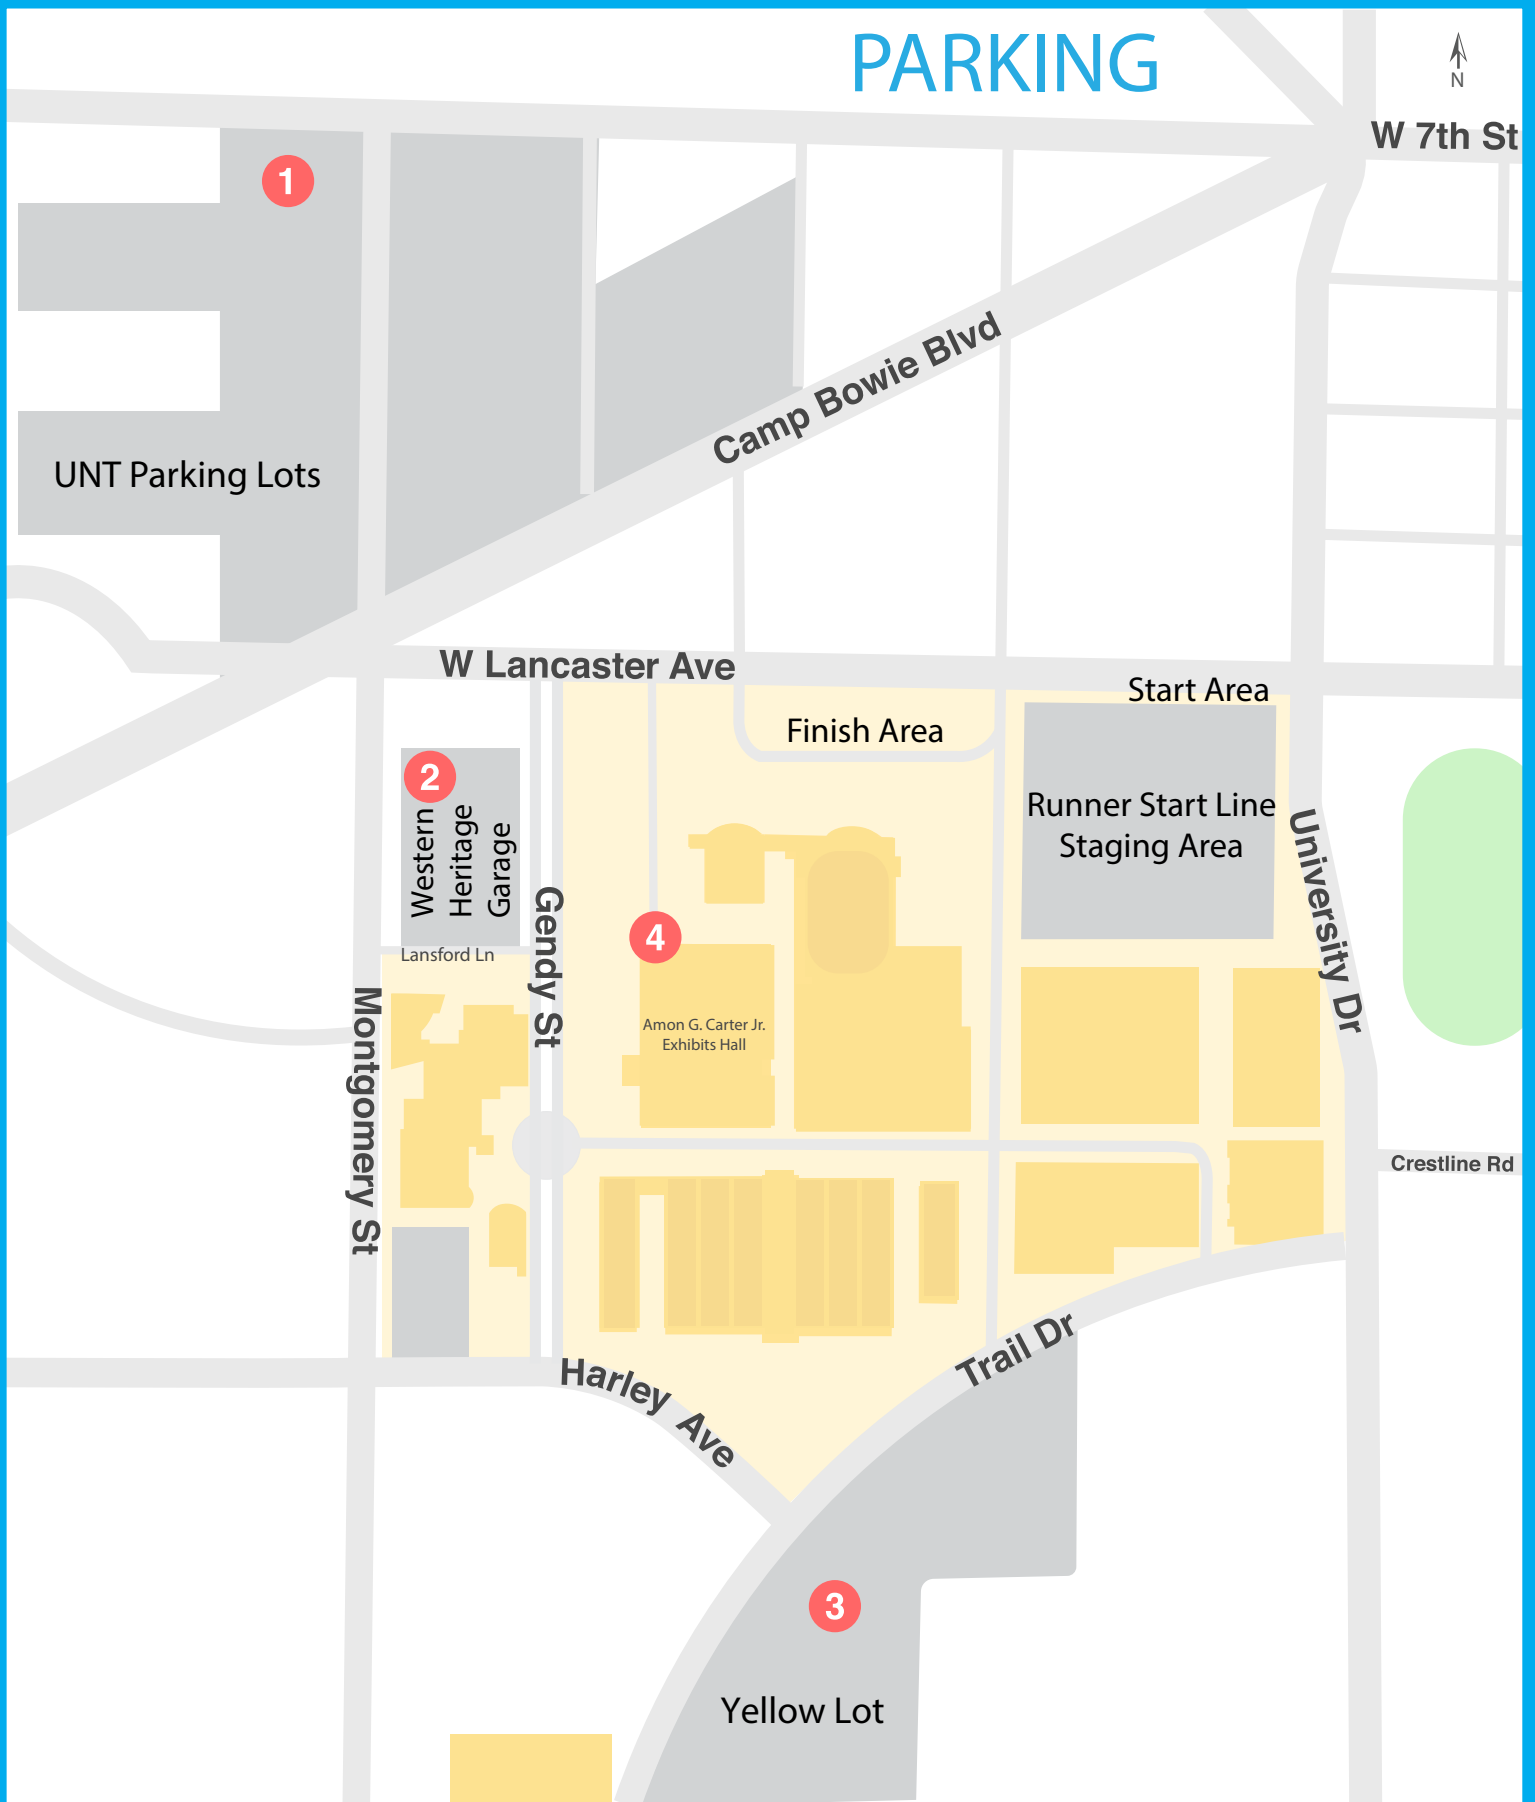 PARKING
N
W 7th St
1
Camp Bowie Blvd
UNT Parking Lots
W Lancaster Ave
Start Area
Finish Area
2
Western
Heritage
Garage
Runner Start Line
Staging Area
University Dr
Gendy St
4
Lansford Ln
Montgomery St
Amon G. Carter Jr.
Exhibits Hall
Crestline Rd
Trail Dr
Harley Ave
3
Yellow Lot